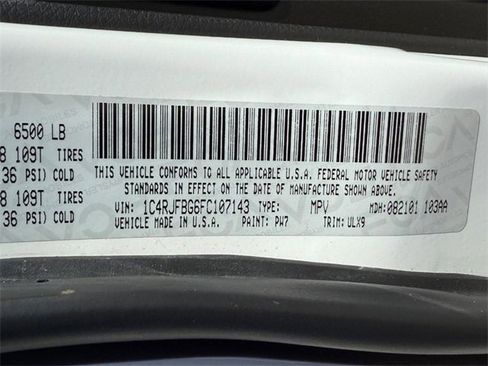 6500 LB
8 109T TIRES
36 PSI) COLD
8 109T TIRES
36 PSI) COLD
THIS VEHICLE CONFORMS TO ALL APPLICABLE U.S.A. FEDERAL MOTOR VEHICLE SAFETY
STANDARDS IN EFFECT ON THE DATE OF MANUFACTURE SHOWN ABOVE.
VIN: 1C4RJFBG6FC107143 TYPE: MPV MDH: 082101 103AA
VEHICLE MADE IN U.S.A. PAINT: PW7 TRIM: ULX9